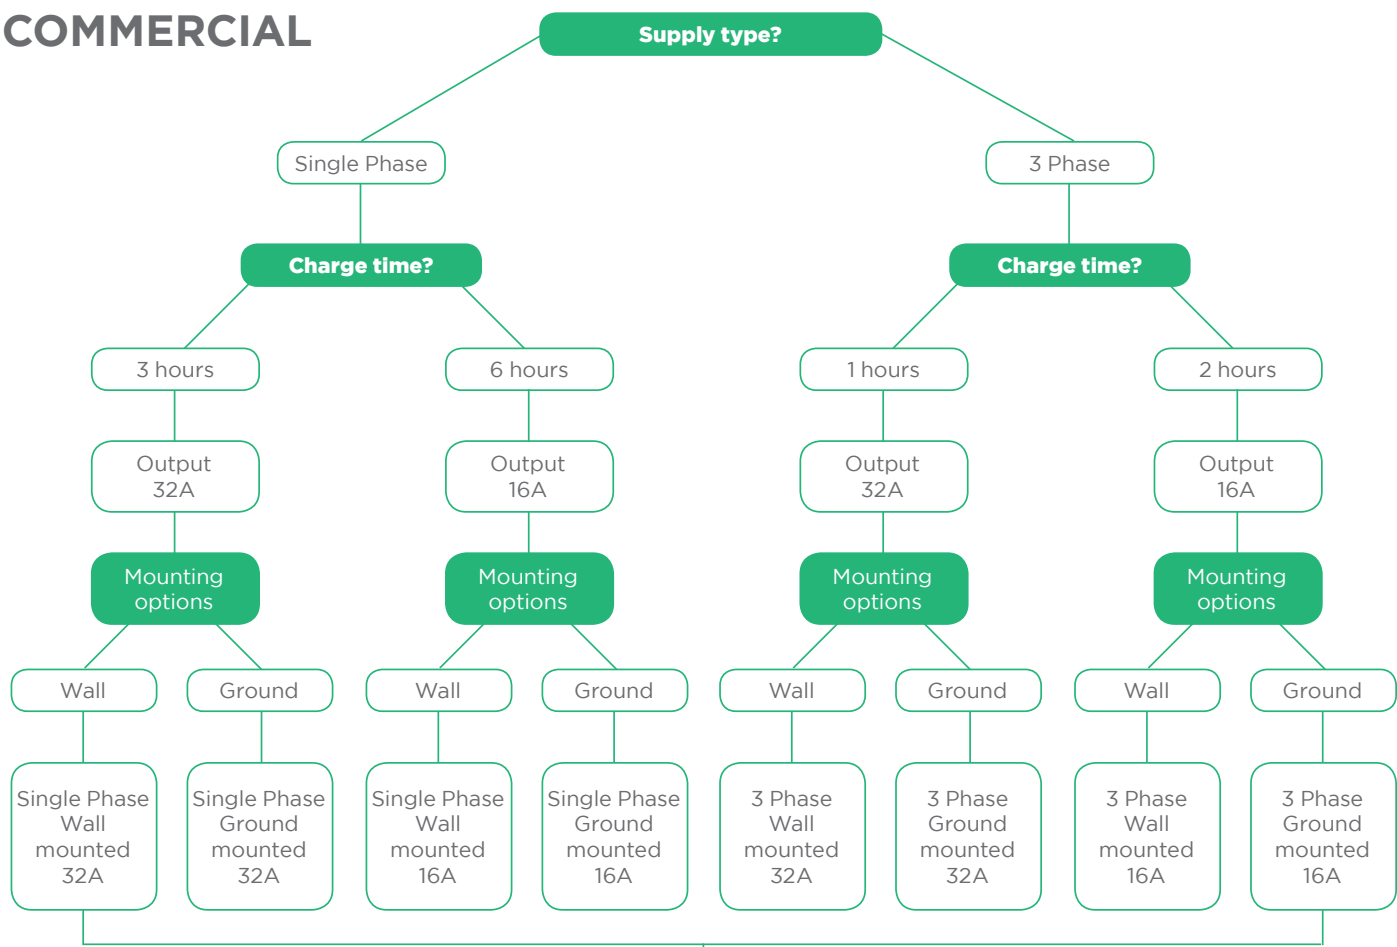 COMMERCIAL
Supply type?
Single Phase
3 Phase
Charge time?
Charge time?
3 hours
6 hours
1 hours
2 hours
Output
32A
Output
16A
Output
32A
Output
16A
Mounting
options
Mounting
options
Mounting
options
Mounting
options
Wall
Ground
Wall
Ground
Wall
Ground
Wall
Ground
Single Phase
Wall
mounted
32A
Single Phase
Ground
mounted
32A
Single Phase
Wall
mounted
16A
Single Phase
Ground
mounted
16A
3 Phase
Wall
mounted
32A
3 Phase
Ground
mounted
32A
3 Phase
Wall
mounted
16A
3 Phase
Ground
mounted
16A